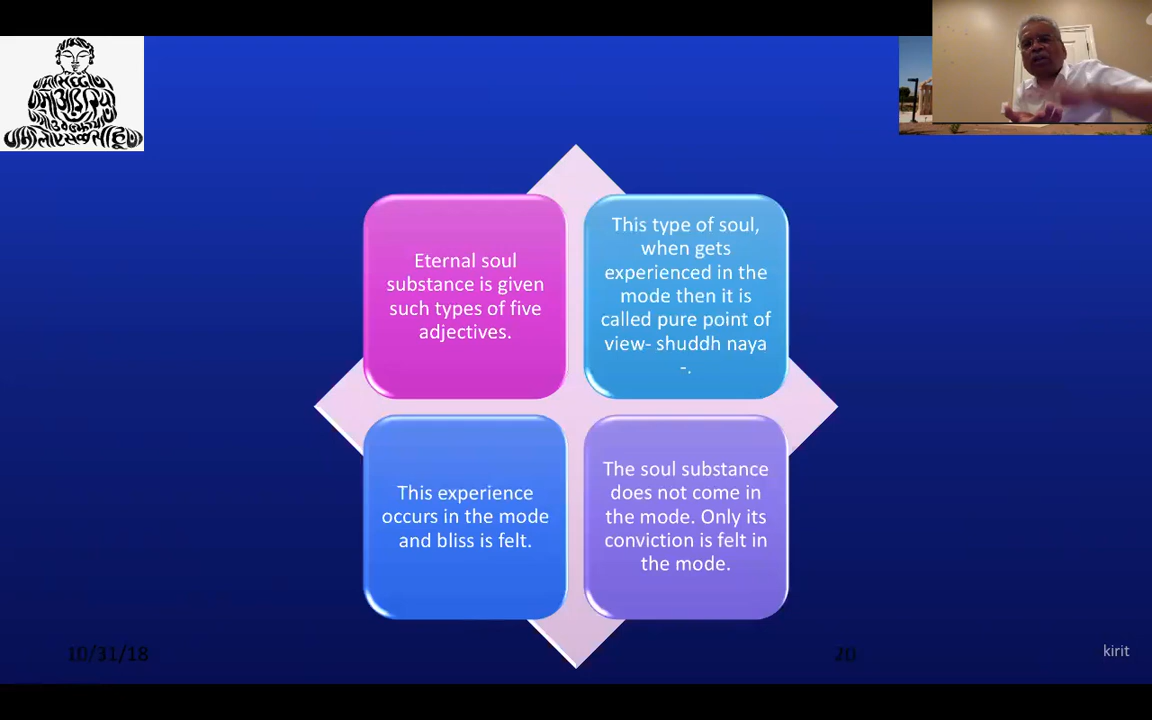 Eternal soul
substance is given
such types of five
adjectives.
This type of soul,
when gets
experienced in the
mode then it is
called pure point of
view- shuddh naya
-.
This experience
occurs in the mode
and bliss is felt.
The soul substance
does not come in
the mode. Only its
conviction is felt in
the mode.
10/31/18
20
kirit